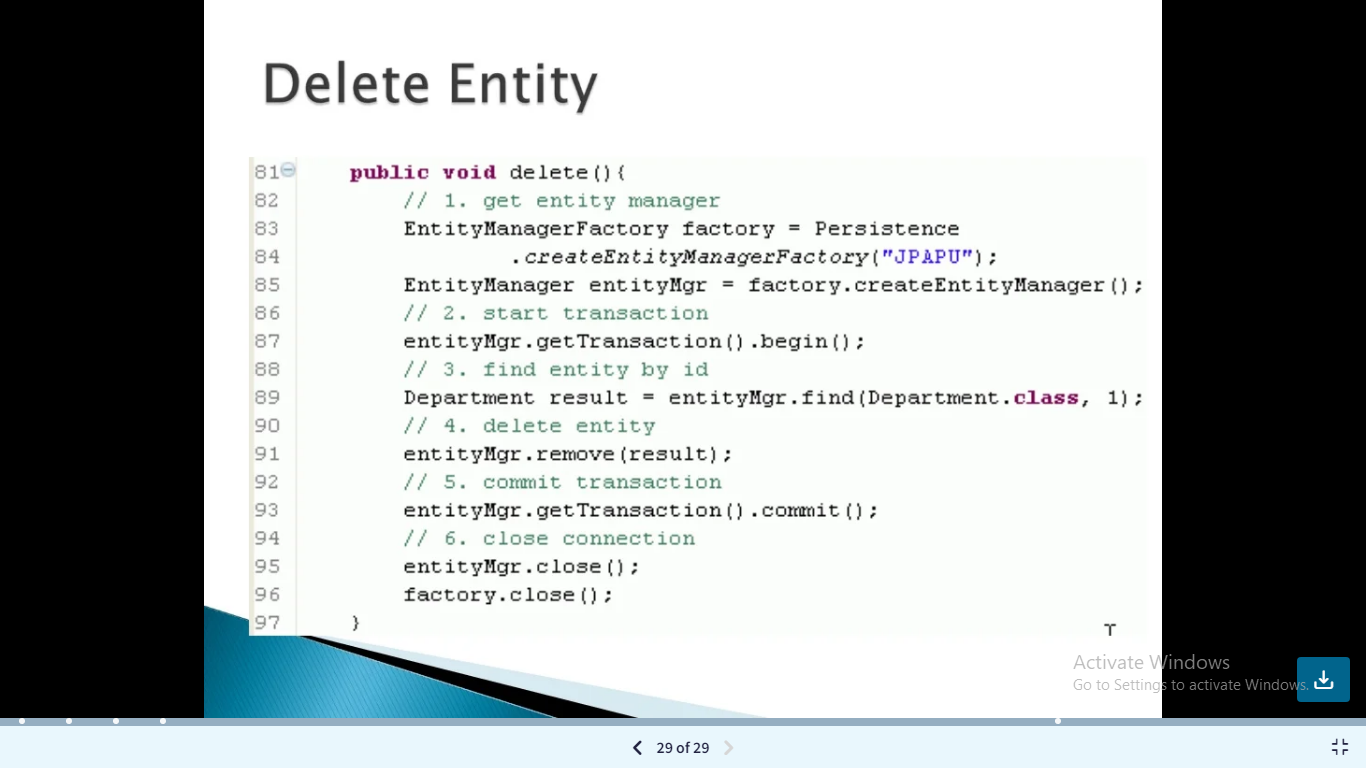 Delete Entity
81 public void delete(){
82 // 1. get entity manager
83 EntityManagerFactory factory = Persistence
84 .createEntityManagerFactory("JPAPU");
85 EntityManager entityMgr = factory.createEntityManager();
86 // 2. start transaction
87 entityMgr.getTransaction().begin();
88 // 3. find entity by id
89 Department result = entityMgr.find(Department.class, 1);
90 // 4. delete entity
91 entityMgr.remove(result);
92 // 5. commit transaction
93 entityMgr.getTransaction().commit();
94 // 6. close connection
95 entityMgr.close();
96 factory.close();
97 }
Activate Windows
Go to Settings to activate Windows.
29 of 29